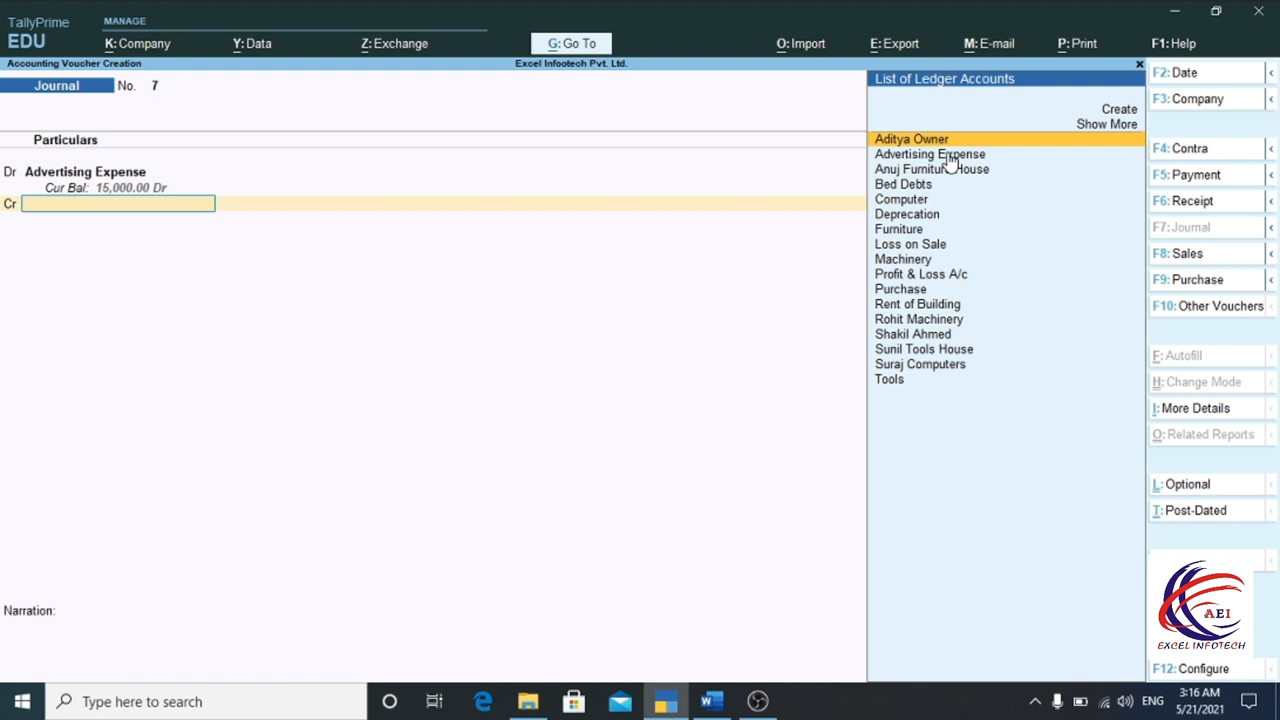 TallyPrime
EDU
MANAGE
K: Company
Y: Data
Z: Exchange
G: Go To
O: Import
E: Export
M: E-mail
P: Print
F1: Help
Accounting Voucher Creation
Excel Infotech Pvt. Ltd.
Journal No. 7
Particulars
Dr Advertising Expense
Cur Bal: 15,000.00 Dr
Cr
Narration:
List of Ledger Accounts
Create
Show More
Aditya Owner
Advertising Expense
Anuj Furniture House
Bed Debts
Computer
Deprecation
Furniture
Loss on Sale
Machinery
Profit & Loss A/c
Purchase
Rent of Building
Rohit Machinery
Shakil Ahmed
Sunil Tools House
Suraj Computers
Tools
F2: Date
F3: Company
F4: Contra
F5: Payment
F6: Receipt
F7: Journal
F8: Sales
F9: Purchase
F10: Other Vouchers
F: Autofill
H: Change Mode
I: More Details
O: Related Reports
L: Optional
T: Post-Dated
AEI
EXCEL INFOTECH
F12: Configure
Type here to search
ENG
3:16 AM
5/21/2021